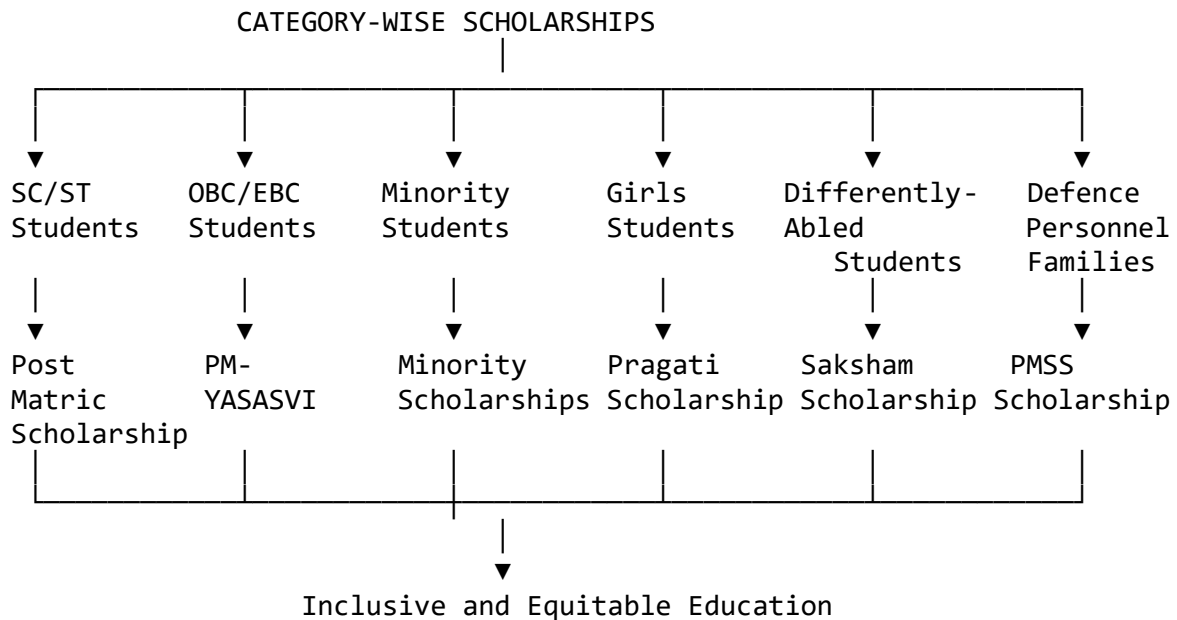 CATEGORY-WISE SCHOLARSHIPS
SC/ST OBC/EBC Minority Girls Differently- Defence
Students Students Students Students Abled Personnel
Students Families
Post PM- Minority Pragati Saksham PMSS
Matric YASASVI Scholarships Scholarship Scholarship Scholarship
Scholarship
Inclusive and Equitable Education